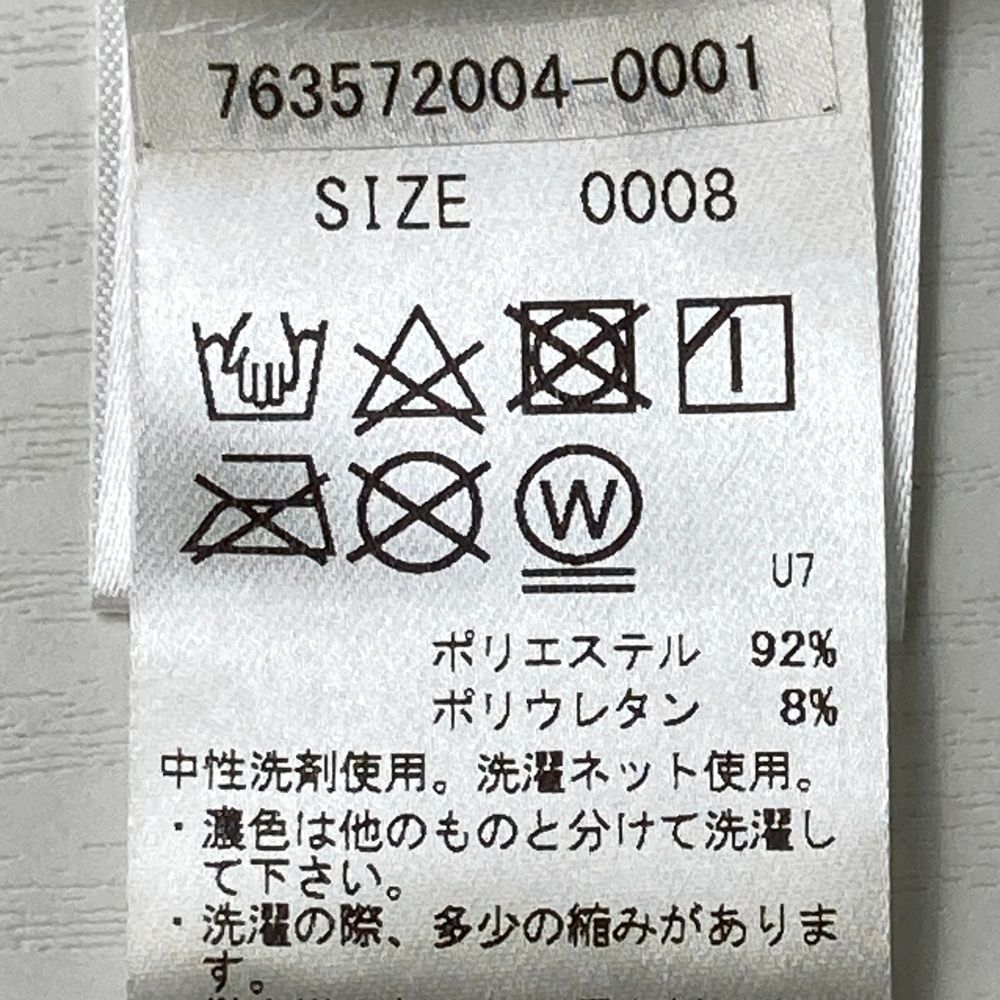 763572004-0001
SIZE 0008
W
U7
ポリエステル 92%
ポリウレタン 8%
中性洗剤使用。洗濯ネット使用。
・濃色は他のものと分けて洗濯し
て下さい。
・洗濯の際、多少の縮みがありま
す。